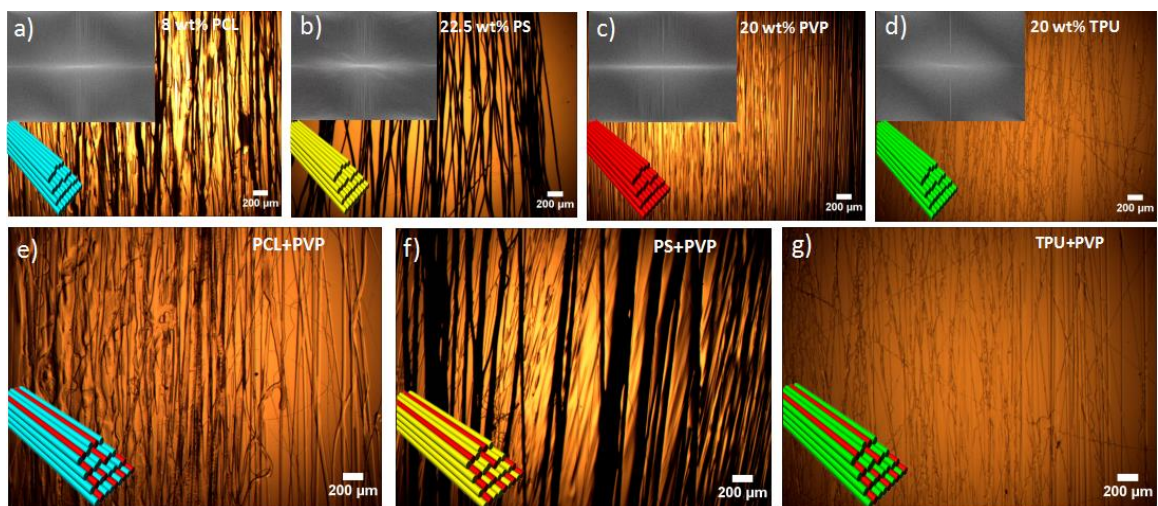 a)
8 wt% PCL
200 µm
b)
22.5 wt% PS
200 µm
c)
20 wt% PVP
200 µm
d)
20 wt% TPU
200 µm
e)
PCL+PVP
200 µm
f)
PS+PVP
200 µm
g)
TPU+PVP
200 µm